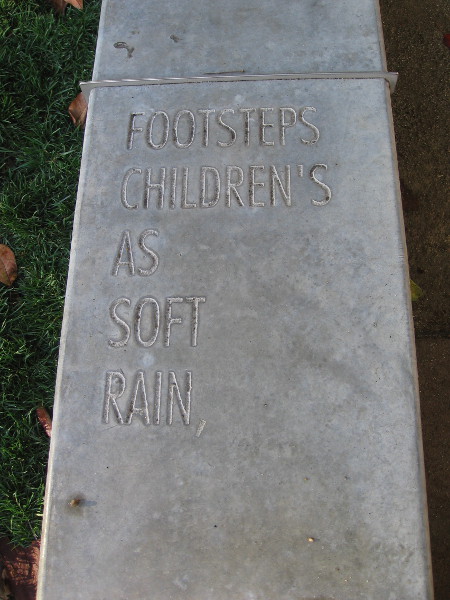 FOOTSTEPS
CHILDREN'S
AS
SOFT
RAIN,